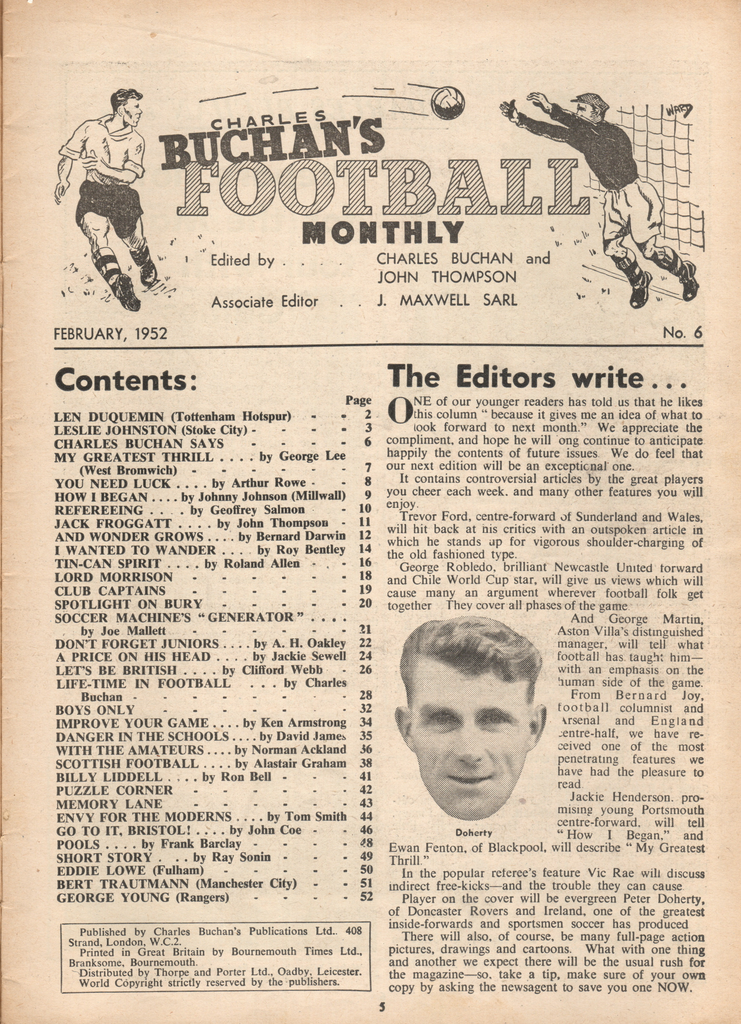 WARD
CHARLES
BUCHAN'S
FOOTBALL
MONTHLY
Edited by . . . . CHARLES BUCHAN and
JOHN THOMPSON
Associate Editor . . J. MAXWELL SARL
FEBRUARY, 1952
No. 6
Contents:
Page
LEN DUQUEMIN (Tottenham Hotspur) - - 2
LESLIE JOHNSTON (Stoke City) - - - - 3
CHARLES BUCHAN SAYS - - - - - 6
MY GREATEST THRILL . . . . by George Lee
(West Bromwich) - - - - - - 7
YOU NEED LUCK . . . . by Arthur Rowe - - 8
HOW I BEGAN . . . . by Johnny Johnson (Millwall) 9
REFEREEING . . . . by Geoffrey Salmon - - 10
JACK FROGGATT . . . . by John Thompson - - 11
AND WONDER GROWS . . . . by Bernard Darwin 12
I WANTED TO WANDER . . . . by Roy Bentley 14
TIN-CAN SPIRIT . . . . by Roland Allen - - - 16
LORD MORRISON - - - - - - 18
CLUB CAPTAINS - - - - - - 19
SPOTLIGHT ON BURY - - - - - 20
SOCCER MACHINE'S "GENERATOR" . . . .
by Joe Mallett - - - - - - 21
DON'T FORGET JUNIORS . . . . by A. H. Oakley 22
A PRICE ON HIS HEAD . . . . by Jackie Sewell 24
LET'S BE BRITISH . . . . by Clifford Webb - - 26
LIFE-TIME IN FOOTBALL . . . . by Charles
Buchan - - - - - - - 28
BOYS ONLY - - - - - - - 32
IMPROVE YOUR GAME . . . . by Ken Armstrong 34
DANGER IN THE SCHOOLS . . . . by David James 35
WITH THE AMATEURS . . . . by Norman Ackland 36
SCOTTISH FOOTBALL . . . . by Alastair Graham 38
BILLY LIDDELL . . . . by Ron Bell - - - - 41
PUZZLE CORNER - - - - - - 42
MEMORY LANE - - - - - - 43
ENVY FOR THE MODERNS . . . . by Tom Smith 44
GO TO IT, BRISTOL! . . . . by John Coe - - 46
POOLS . . . . by Frank Barclay - - - - 48
SHORT STORY . . . . by Ray Sonin - - - 49
EDDIE LOWE (Fulham) - - - - - 50
BERT TRAUTMANN (Manchester City) - - 51
GEORGE YOUNG (Rangers) - - - - 52
Published by Charles Buchan's Publications Ltd.. 408
Strand, London, W.C.2.
Printed in Great Britain by Bournemouth Times Ltd.,
Branksome, Bournemouth.
Distributed by Thorpe and Porter Ltd., Oadby, Leicester.
World Copyright strictly reserved by the publishers.
The Editors write . . .
ONE of our younger readers has told us that he likes
this column " because it gives me an idea of what to
look forward to next month." We appreciate the
compliment, and hope he will ong continue to anticipate
happily the contents of future issues. We do feel that
our next edition will be an exceptional one.
It contains controversial articles by the great players
you cheer each week. and many other features you will
enjoy.
Trevor Ford, centre-forward of Sunderland and Wales,
will hit back at his critics with an outspoken article in
which he stands up for vigorous shoulder-charging of
the old fashioned type.
George Robledo, brilliant Newcastle United forward
and Chile World Cup star, will give us views which will
cause many an argument wherever football folk get
together They cover all phases of the game
And George Martin,
Aston Villa's distinguished
manager, will tell what
football has taught him—
with an emphasis on the
human side of the game.
From Bernard Joy,
football columnist and
Arsenal and England
centre-half, we have re-
ceived one of the most
penetrating features we
have had the pleasure to
read
Jackie Henderson. pro-
mising young Portsmouth
centre-forward. will tell
"How I Began," and
Doherty
Ewan Fenton, of Blackpool, will describe " My Greatest
Thrill."
In the popular referee's feature Vic Rae will discuss
indirect free-kicks—and the trouble they can cause
Player on the cover will be evergreen Peter Doherty,
of Doncaster Rovers and Ireland, one of the greatest
inside-forwards and sportsmen soccer has produced
There will also, of course, be many full-page action
pictures, drawings and cartoons. What with one thing
and another we expect there will be the usual rush for
the magazine—so, take a tip, make sure of your own
copy by asking the newsagent to save you one NOW.
5